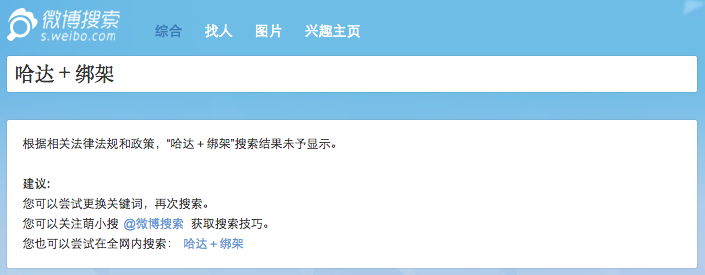 微博搜索
s.weibo.com
综合 找人 图片 兴趣主页
哈达+绑架
根据相关法律法规和政策，“哈达+绑架”搜索结果未予显示。
建议:
您可以尝试更换关键词，再次搜索。
您可以关注萌小搜 @微博搜索 获取搜索技巧。
您也可以尝试在全网内搜索： 哈达+绑架